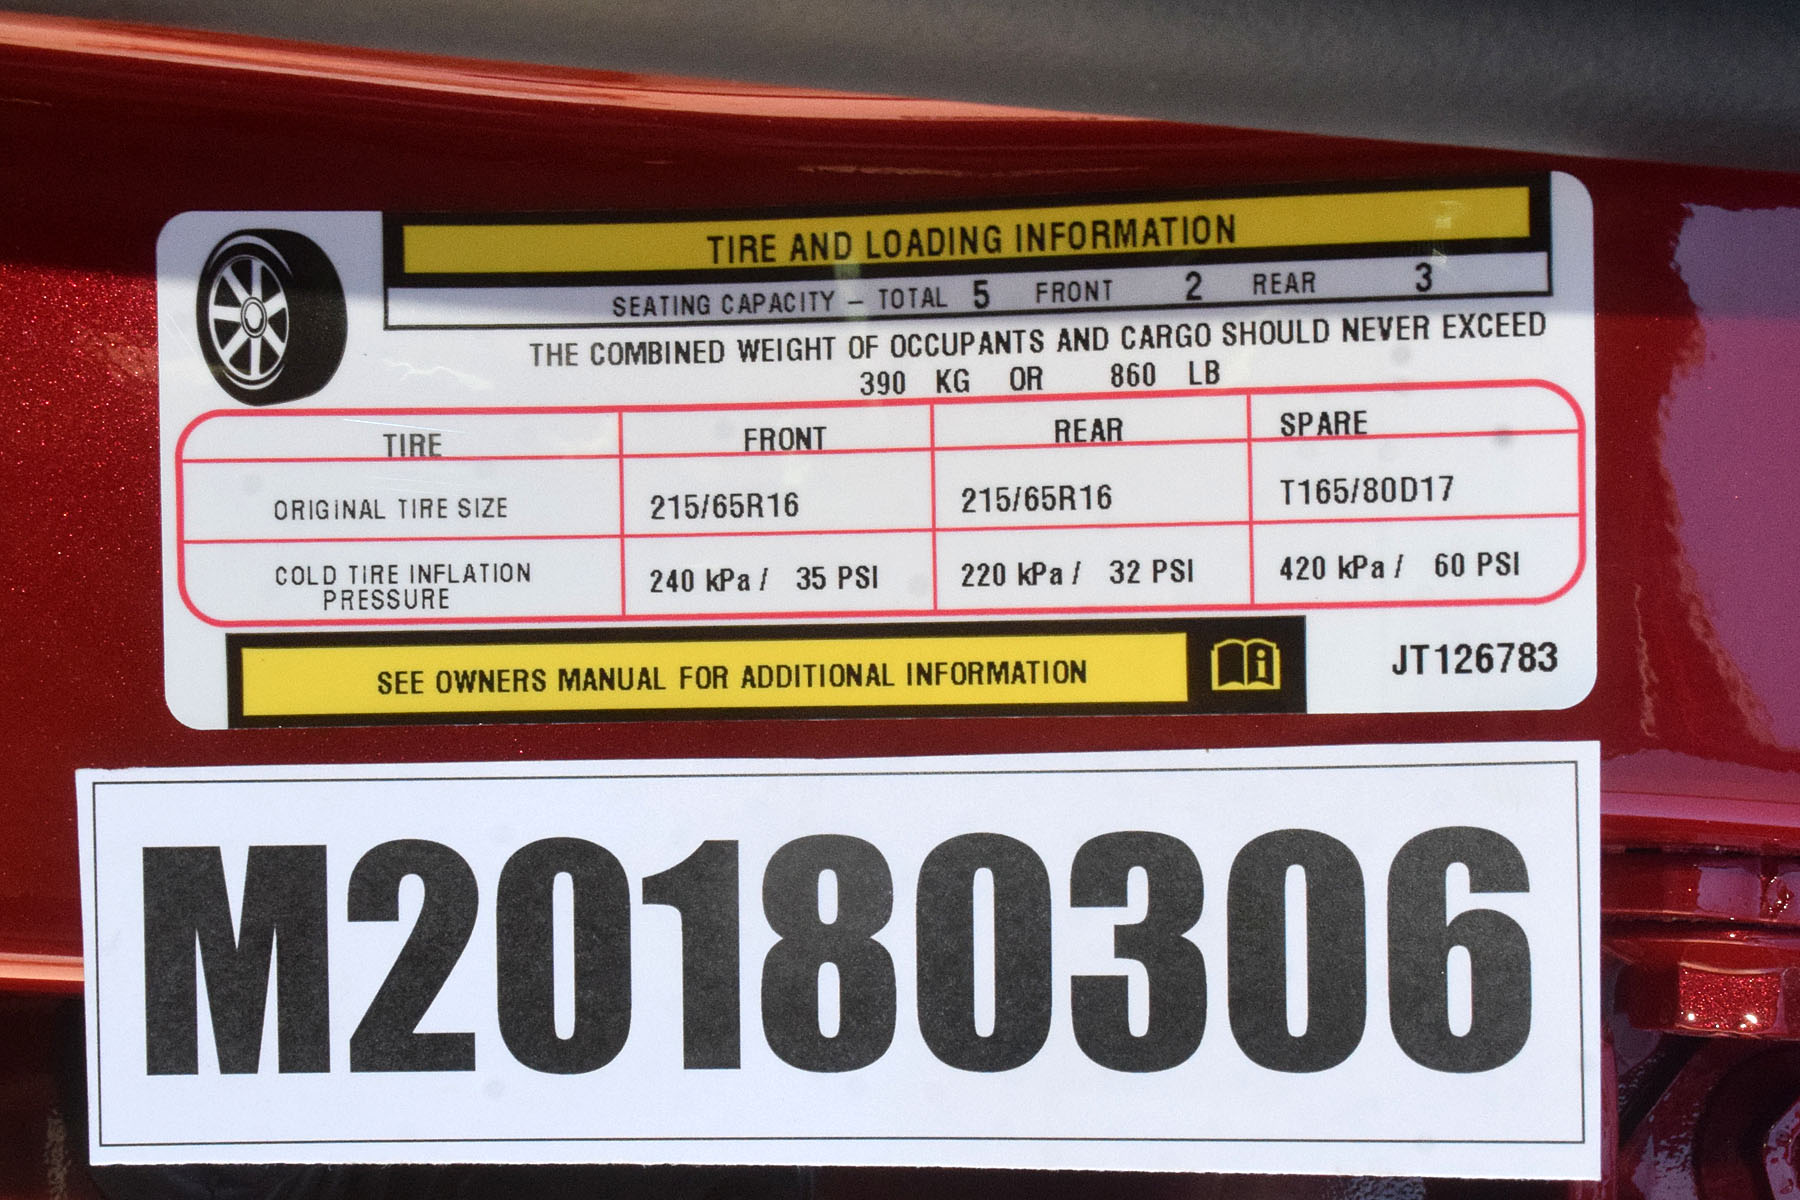 TIRE AND LOADING INFORMATION
SEATING CAPACITY – TOTAL 5 FRONT 2 REAR 3
THE COMBINED WEIGHT OF OCCUPANTS AND CARGO SHOULD NEVER EXCEED
390 KG OR 860 LB
TIRE FRONT REAR SPARE
ORIGINAL TIRE SIZE 215/65R16 215/65R16 T165/80D17
COLD TIRE INFLATION
PRESSURE 240 kPa / 35 PSI 220 kPa / 32 PSI 420 kPa / 60 PSI
SEE OWNERS MANUAL FOR ADDITIONAL INFORMATION
JT126783
M20180306